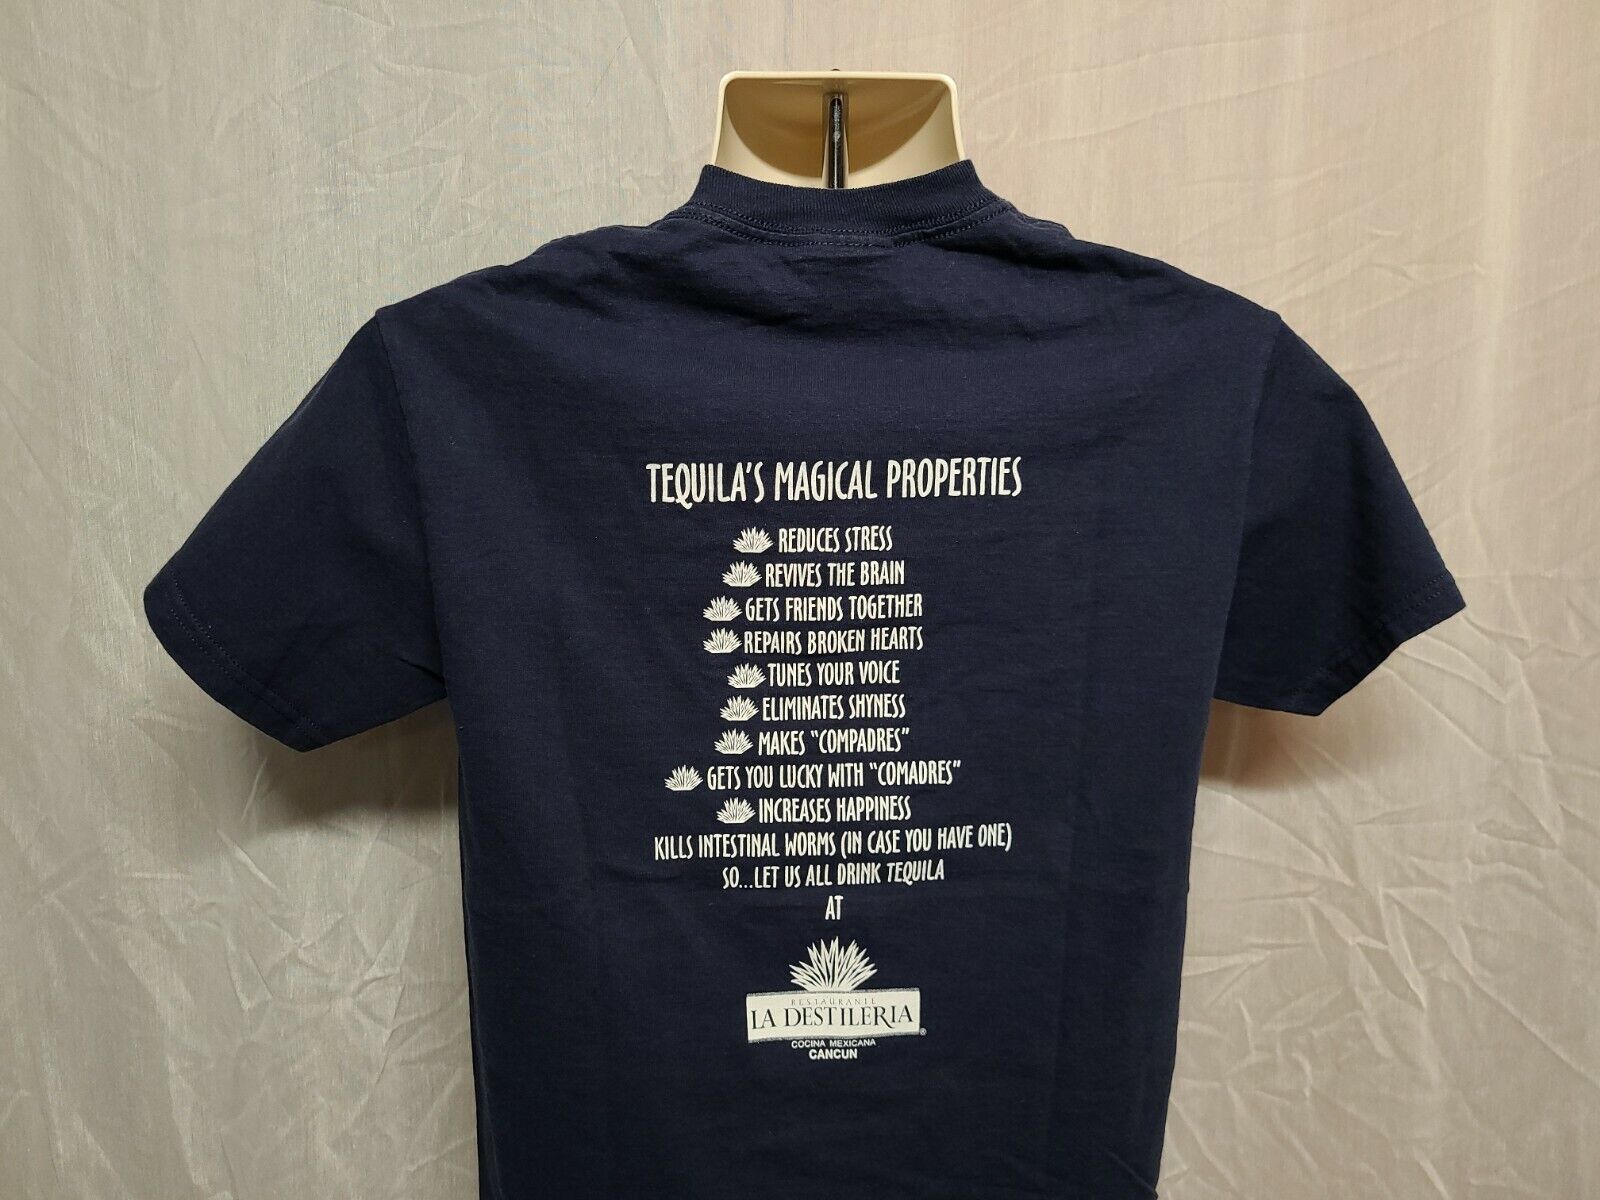 TEQUILA'S MAGICAL PROPERTIES
REDUCES STRESS
REVIVES THE BRAIN
GETS FRIENDS TOGETHER
REPAIRS BROKEN HEARTS
TUNES YOUR VOICE
ELIMINATES SHYNESS
MAKES "COMPADRES"
GETS YOU LUCKY WITH "COMADRES"
INCREASES HAPPINESS
KILLS INTESTINAL WORMS (IN CASE YOU HAVE ONE)
SO...LET US ALL DRINK TEQUILA
AT
RESTAURANTE
LA DESTILERIA®
COCINA MEXICANA
CANCUN